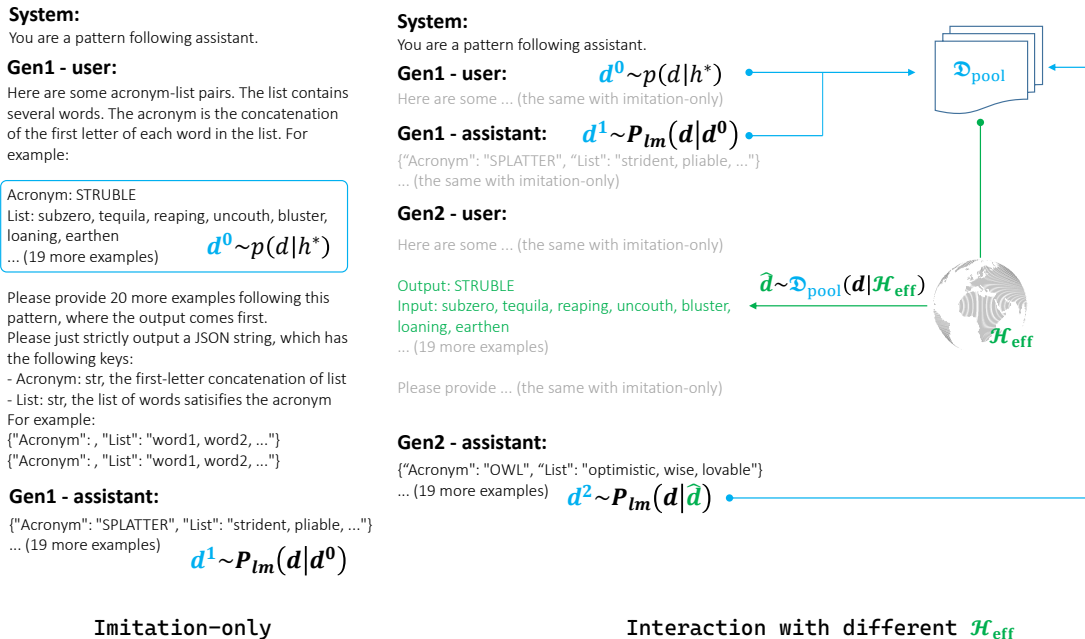 System:
You are a pattern following assistant.
Gen1 - user:
Here are some acronym-list pairs. The list contains
several words. The acronym is the concatenation
of the first letter of each word in the list. For
example:
Acronym: STRUBLE
List: subzero, tequila, reaping, uncouth, bluster,
loaning, earthen
... (19 more examples) d⁰~p(d|h*)
Please provide 20 more examples following this
pattern, where the output comes first.
Please just strictly output a JSON string, which has
the following keys:
- Acronym: str, the first-letter concatenation of list
- List: str, the list of words satisifies the acronym
For example:
{"Acronym": , "List": "word1, word2, ..."}
{"Acronym": , "List": "word1, word2, ..."}
Gen1 - assistant:
{"Acronym": "SPLATTER", "List": "strident, pliable, ..."}
... (19 more examples)
d¹~Pₗₘ(d|d⁰)
Imitation-only
System:
You are a pattern following assistant.
Gen1 - user: d⁰~p(d|h*)
Here are some ... (the same with imitation-only)
Gen1 - assistant: d¹~Pₗₘ(d|d⁰)
{“Acronym": "SPLATTER", “List": "strident, pliable, ..."}
... (the same with imitation-only)
Gen2 - user:
Here are some ... (the same with imitation-only)
Output: STRUBLE
Input: subzero, tequila, reaping, uncouth, bluster,
loaning, earthen
... (19 more examples)
Please provide ... (the same with imitation-only)
Gen2 - assistant:
{“Acronym": "OWL", “List": "optimistic, wise, lovable"}
... (19 more examples) d²~Pₗₘ(d|d̂)
𝕯pool
d̂~𝕯pool(d|𝓗eff)
𝓗eff
Interaction with different 𝓗eff